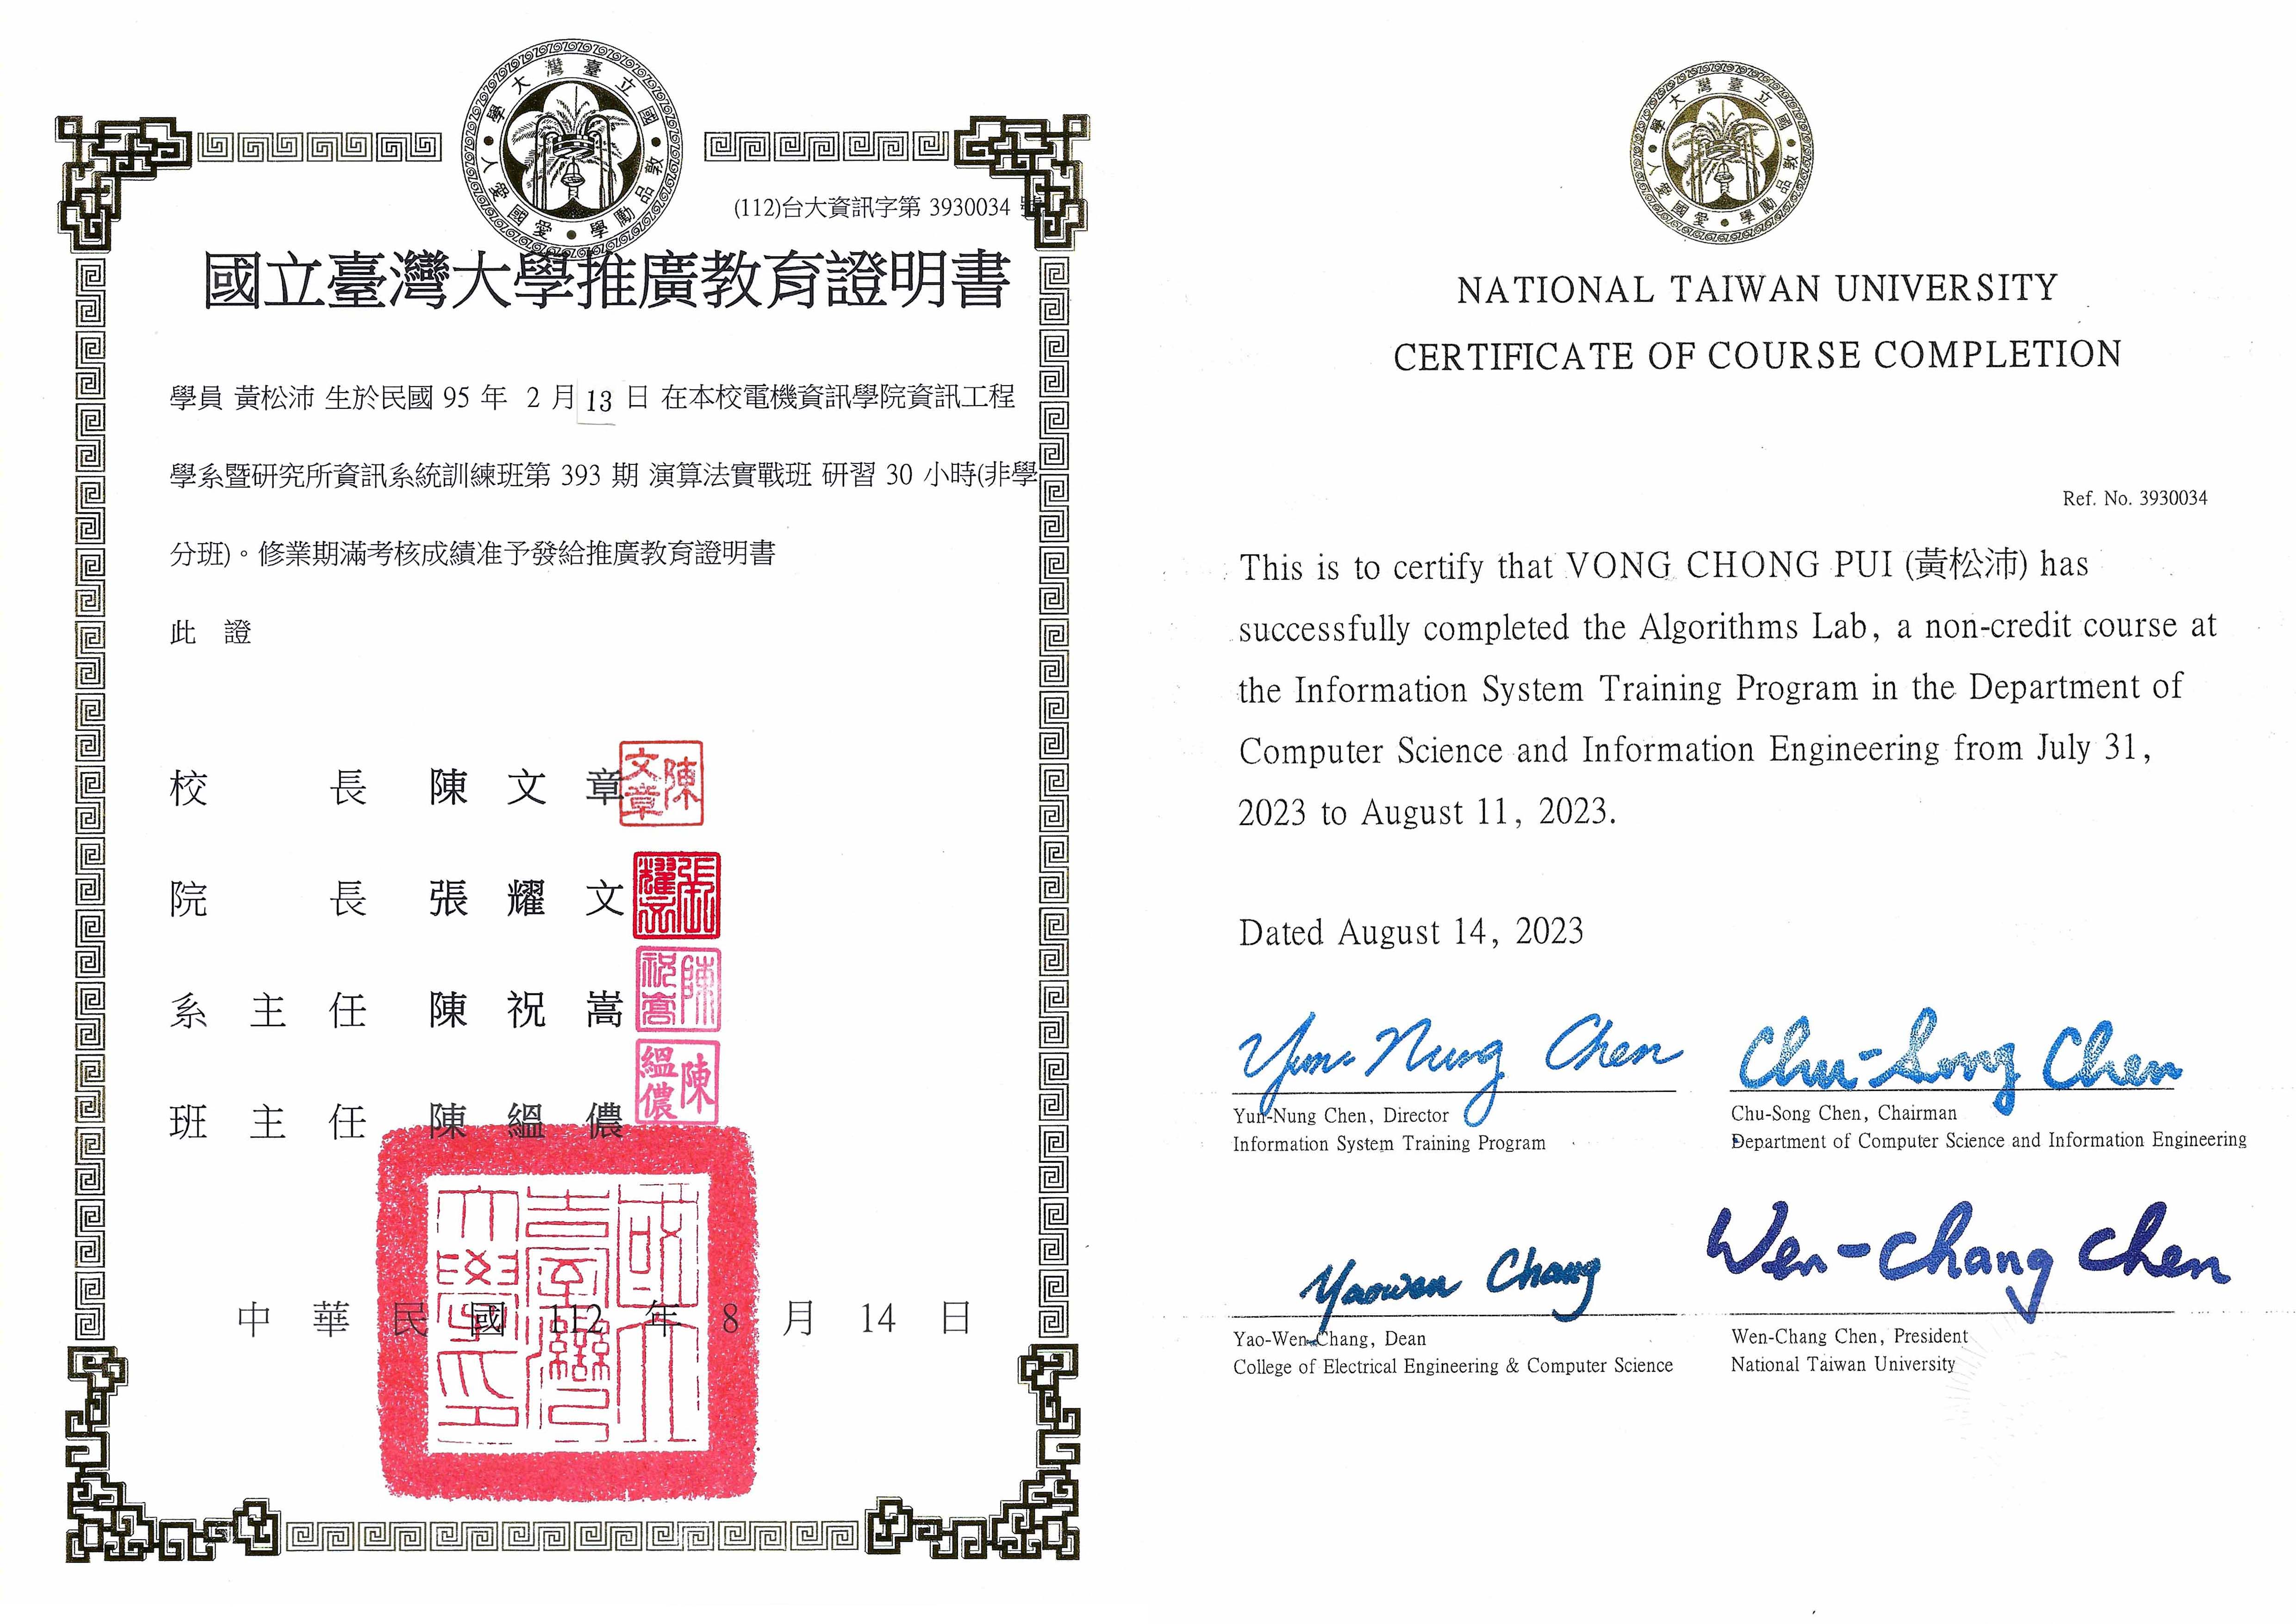 國立臺灣大學
敦品勵學
愛國愛人
(112)台大資訊字第 3930034 號
國立臺灣大學推廣教育證明書
學員 黃松沛 生於民國 95 年 2 月 13 日 在本校電機資訊學院資訊工程
學系暨研究所資訊系統訓練班第 393 期 演算法實戰班 研習 30 小時(非學
分班)。修業期滿考核成績准予發給推廣教育證明書
此 證
校 長 陳 文 章
陳文章
院 長 張 耀 文
張耀文
系 主 任 陳 祝 嵩
陳祝嵩
班 主 任 陳 縕 儂
陳縕儂
國立臺灣大學之印
中 華 民 國 112 年 8 月 14 日
國立臺灣大學
敦品勵學
愛國愛人
NATIONAL TAIWAN UNIVERSITY
CERTIFICATE OF COURSE COMPLETION
Ref. No. 3930034
This is to certify that VONG CHONG PUI (黃松沛) has
successfully completed the Algorithms Lab, a non-credit course at
the Information System Training Program in the Department of
Computer Science and Information Engineering from July 31,
2023 to August 11, 2023.
Dated August 14, 2023
Yun-Nung Chen
Yun-Nung Chen, Director
Information System Training Program
Chu-Song Chen
Chu-Song Chen, Chairman
Department of Computer Science and Information Engineering
Yaowen Chang
Yao-Wen Chang, Dean
College of Electrical Engineering & Computer Science
Wen-Chang Chen
Wen-Chang Chen, President
National Taiwan University